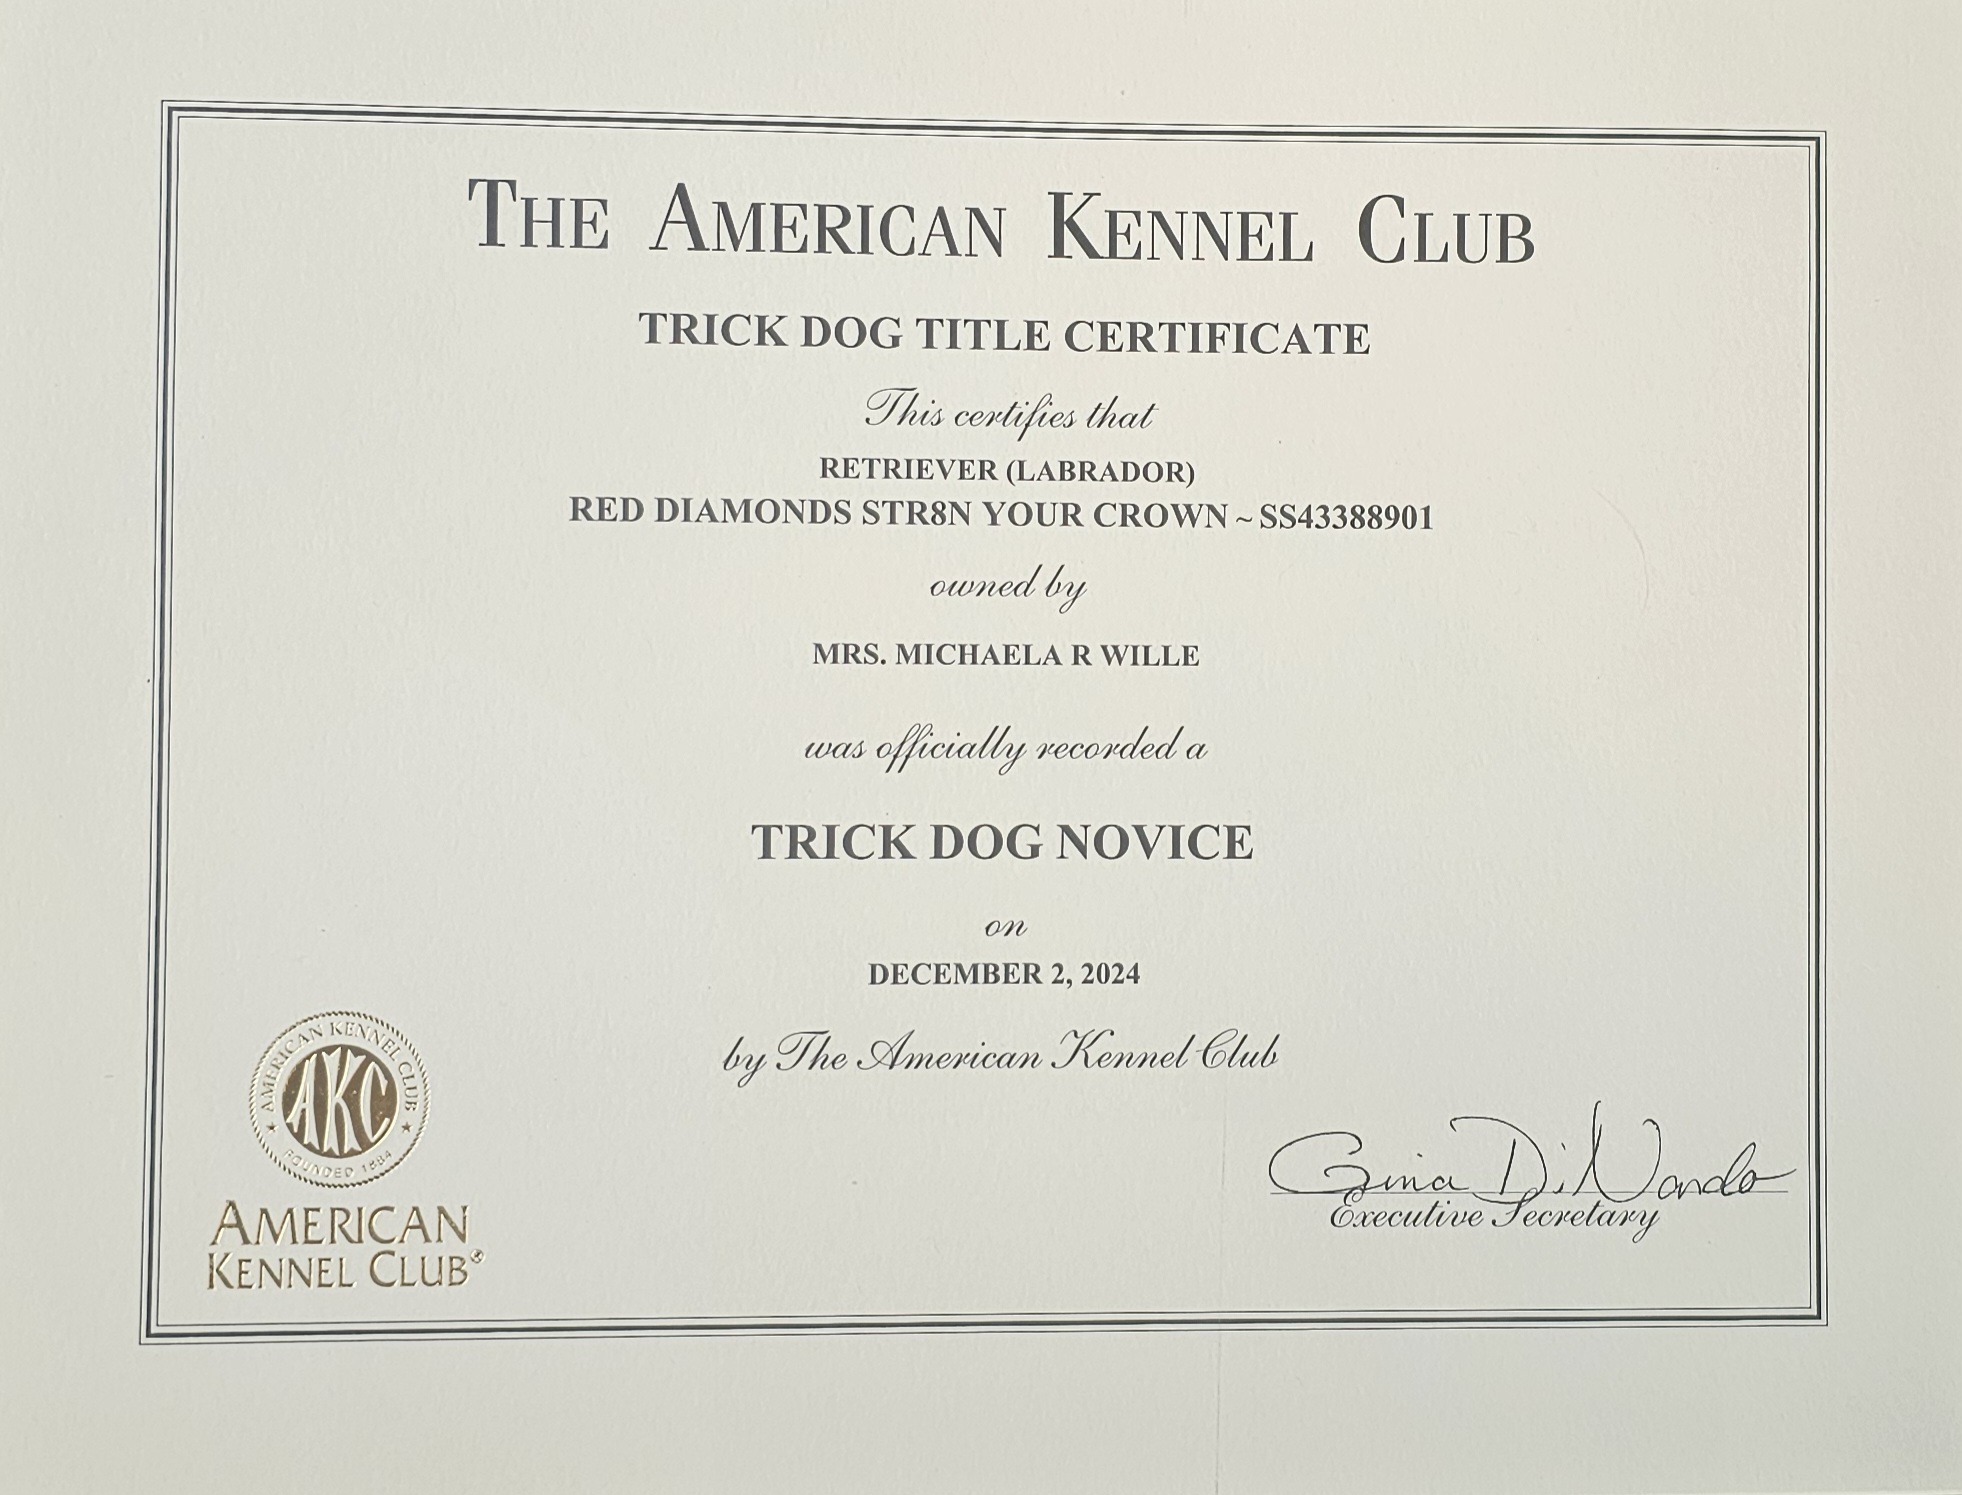 THE AMERICAN KENNEL CLUB
TRICK DOG TITLE CERTIFICATE
This certifies that
RETRIEVER (LABRADOR)
RED DIAMONDS STR8N YOUR CROWN ~ SS43388901
owned by
MRS. MICHAELA R WILLE
was officially recorded a
TRICK DOG NOVICE
on
DECEMBER 2, 2024
by The American Kennel Club
AMERICAN KENNEL CLUB
AKC
FOUNDED 1884
AMERICAN
KENNEL CLUB®
Gina DiNardo
Executive Secretary